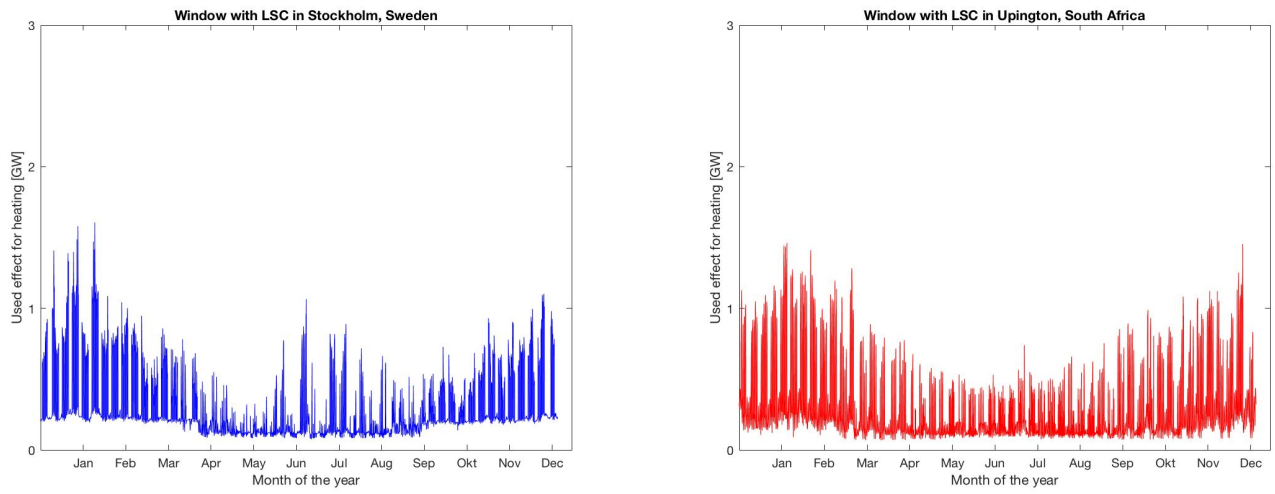 Window with LSC in Stockholm, Sweden
3
2
1
0
Used effect for heating [GW]
Jan Feb Mar Apr May Jun Jul Aug Sep Okt Nov Dec
Month of the year
Window with LSC in Upington, South Africa
3
2
1
0
Used effect for heating [GW]
Jan Feb Mar Apr May Jun Jul Aug Sep Okt Nov Dec
Month of the year